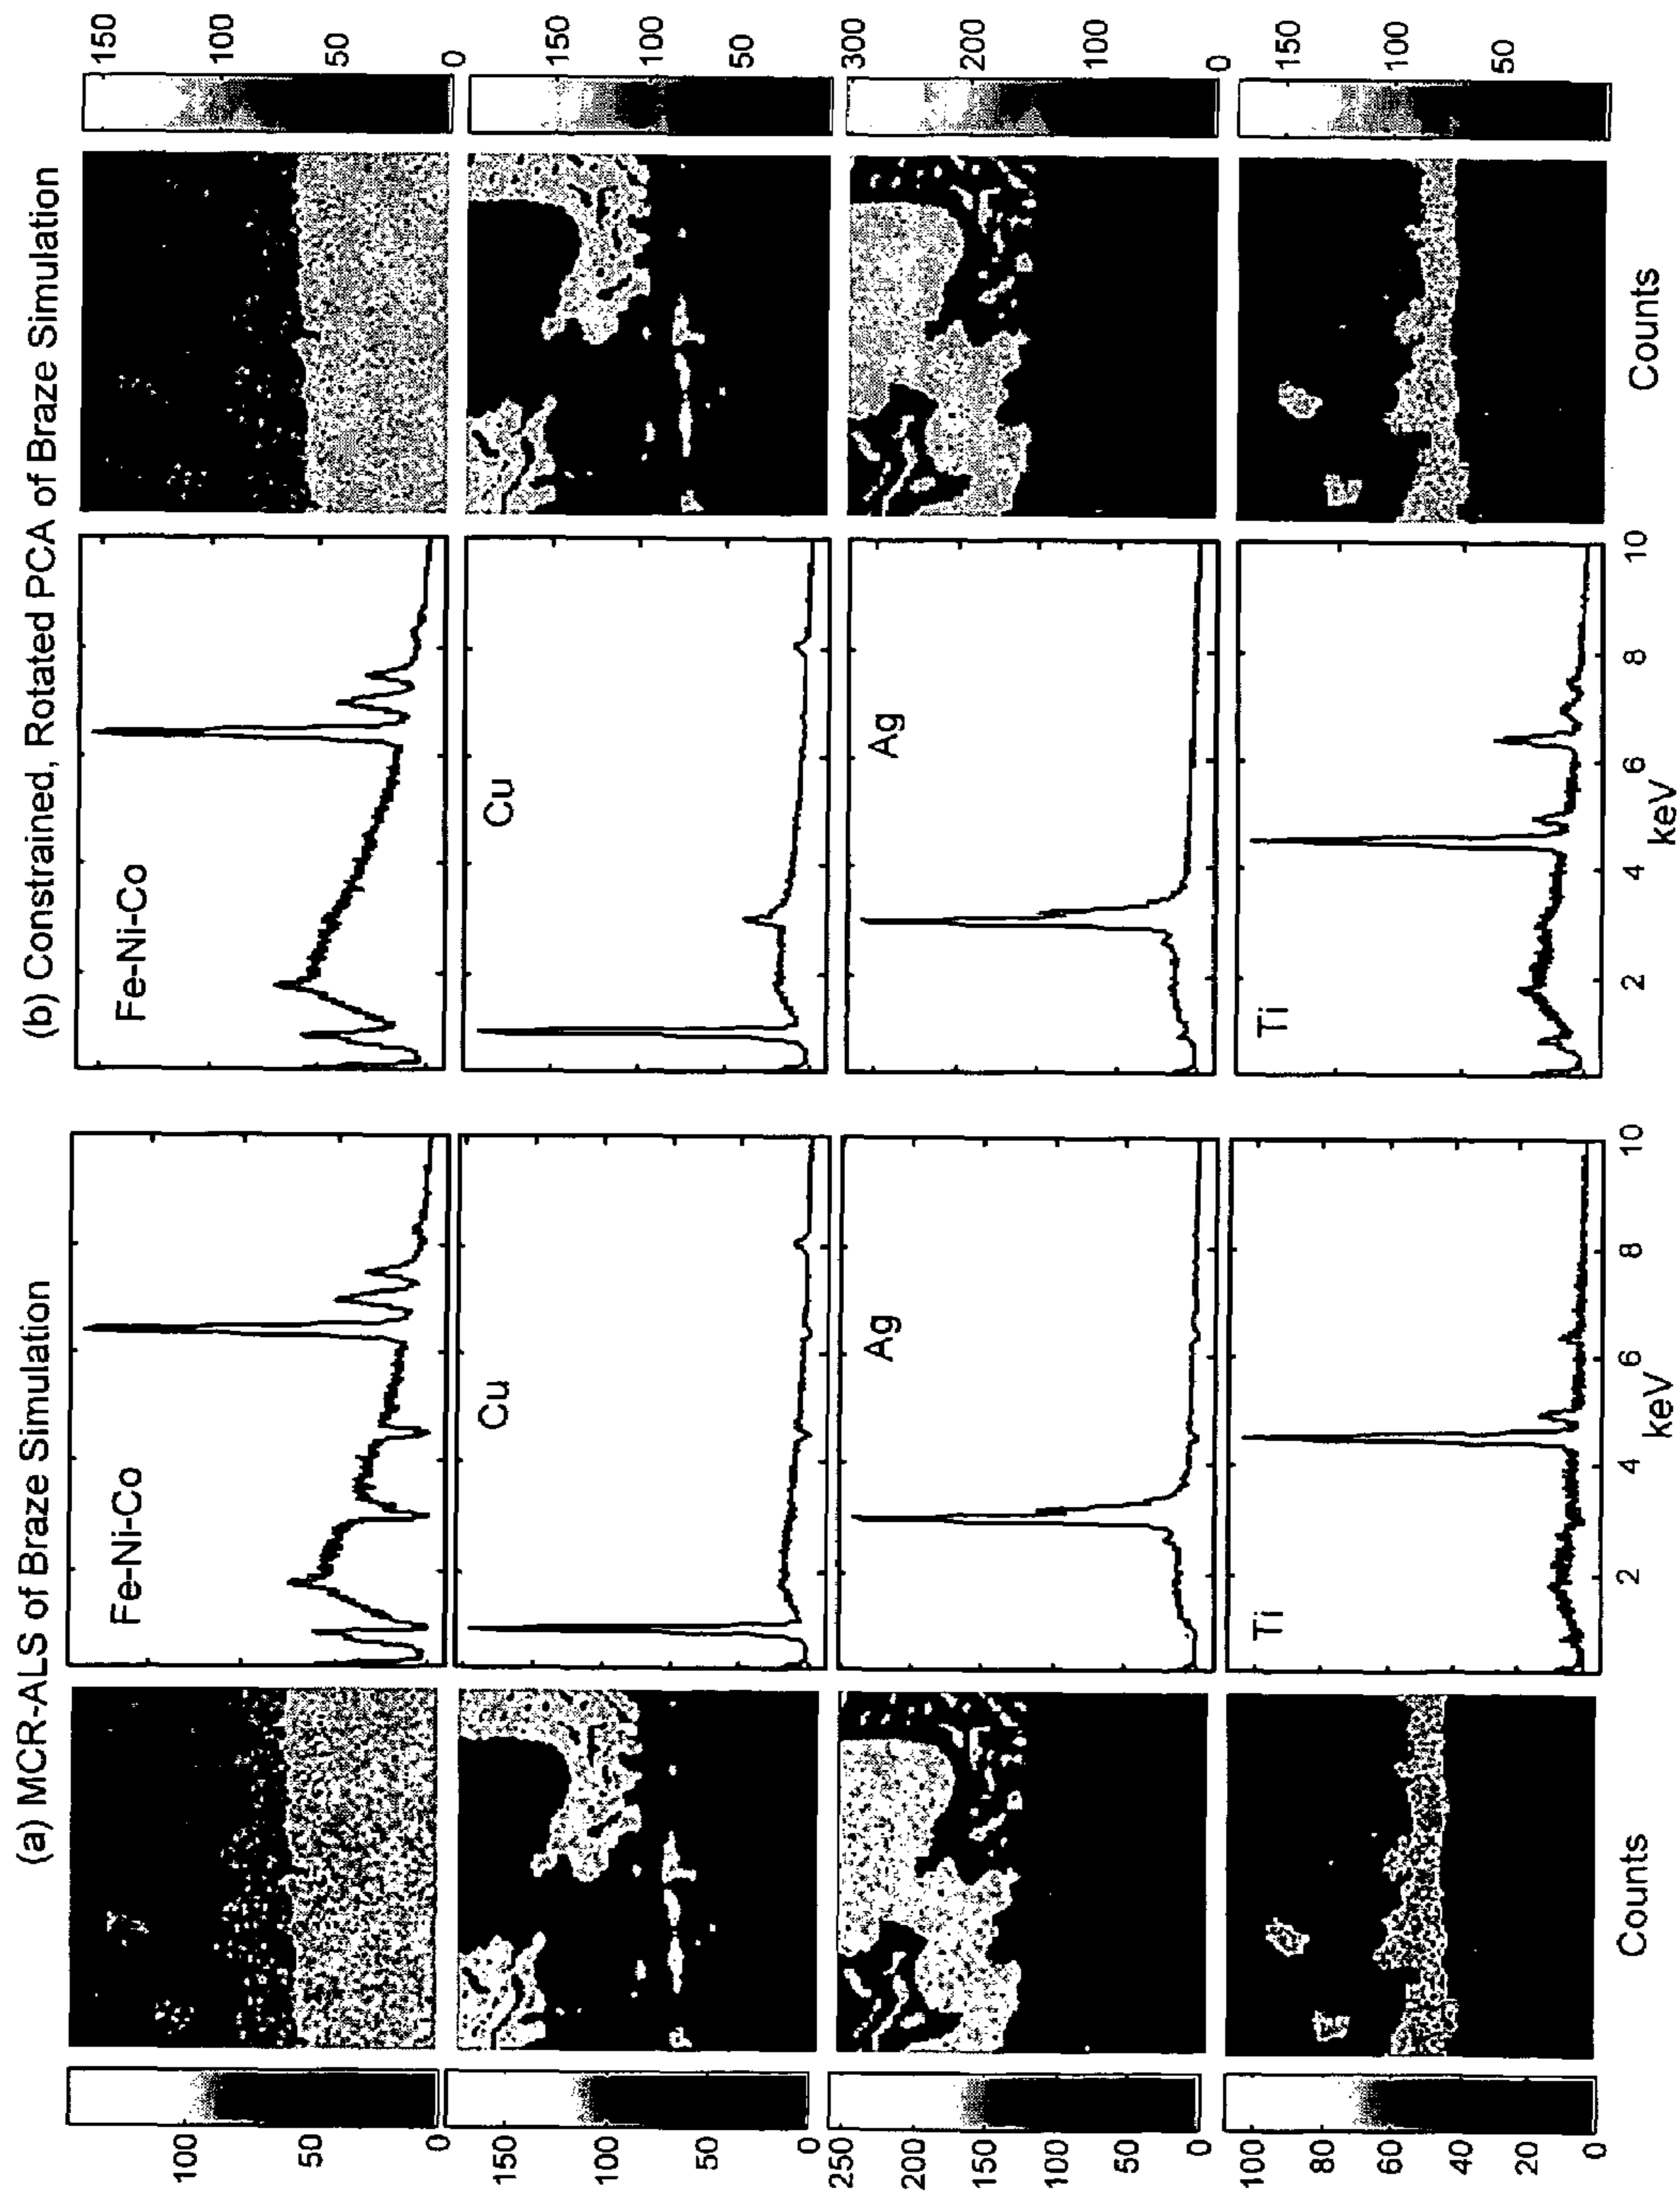 (a) MCR-ALS of Braze Simulation
(b) Constrained, Rotated PCA of Braze Simulation
100
50
0
Fe-Ni-Co
Fe-Ni-Co
150
100
50
0
150
100
50
0
Cu
Cu
150
100
50
250
200
150
100
50
0
Ag
Ag
300
200
100
0
100
80
60
40
20
0
Ti
Ti
150
100
50
2 4 6 8 10
2 4 6 8 10
Counts
keV
keV
Counts